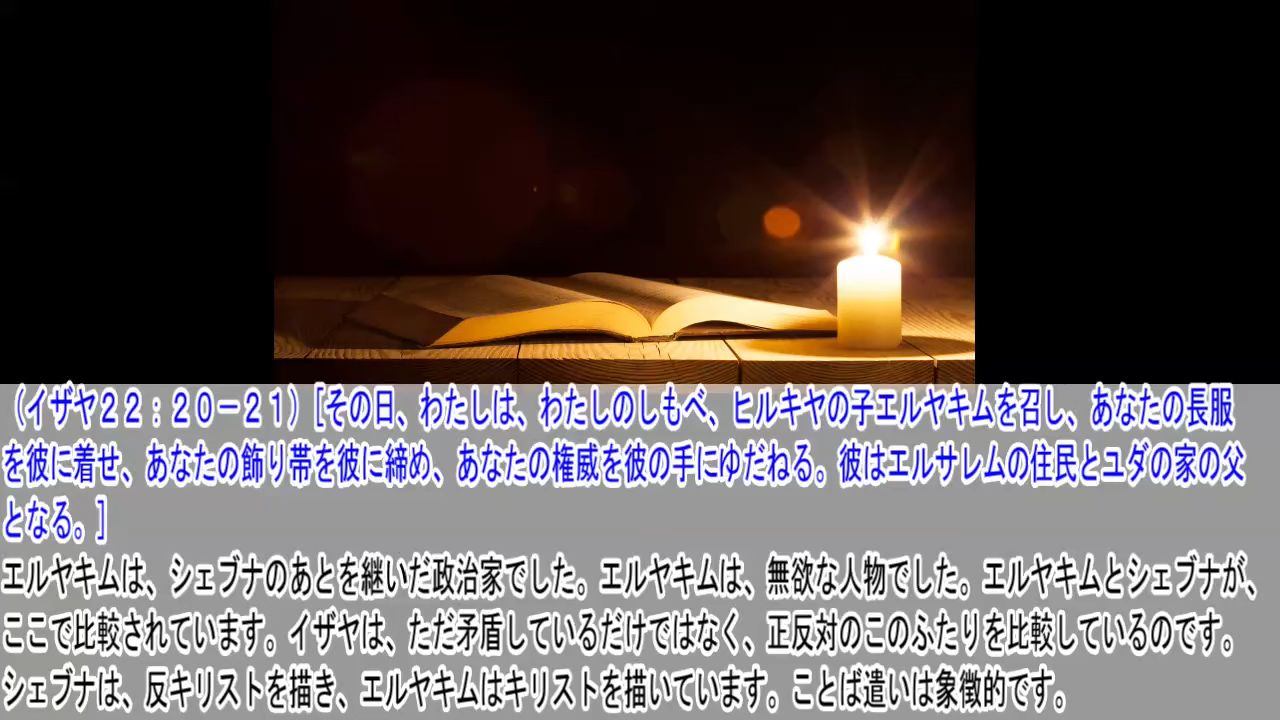 （イザヤ２２：２０－２１）［その日、わたしは、わたしのしもべ、ヒルキヤの子エルヤキムを召し、あなたの長服
を彼に着せ、あなたの飾り帯を彼に締め、あなたの権威を彼の手にゆだねる。彼はエルサレムの住民とユダの家の父
となる。］
エルヤキムは、シェブナのあとを継いだ政治家でした。エルヤキムは、無欲な人物でした。エルヤキムとシェブナが、
ここで比較されています。イザヤは、ただ矛盾しているだけではなく、正反対のこのふたりを比較しているのです。
シェブナは、反キリストを描き、エルヤキムはキリストを描いています。ことば遣いは象徴的です。